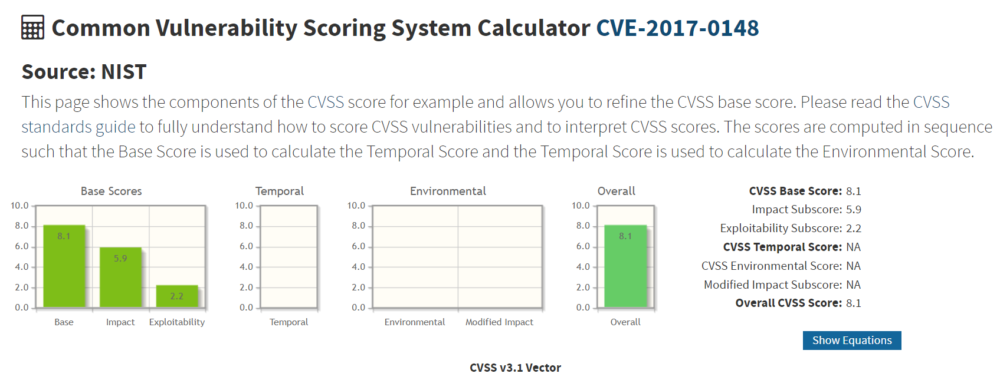 Common Vulnerability Scoring System Calculator CVE-2017-0148
Source: NIST
This page shows the components of the CVSS score for example and allows you to refine the CVSS base score. Please read the CVSS
standards guide to fully understand how to score CVSS vulnerabilities and to interpret CVSS scores. The scores are computed in sequence
such that the Base Score is used to calculate the Temporal Score and the Temporal Score is used to calculate the Environmental Score.
Base Scores
10.0
8.0
6.0
4.0
2.0
0.0
8.1
5.9
2.2
Base Impact Exploitability
Temporal
10.0
8.0
6.0
4.0
2.0
0.0
Temporal
Environmental
10.0
8.0
6.0
4.0
2.0
0.0
Environmental Modified Impact
Overall
10.0
8.0
6.0
4.0
2.0
0.0
8.1
Overall
CVSS Base Score: 8.1
Impact Subscore: 5.9
Exploitability Subscore: 2.2
CVSS Temporal Score: NA
CVSS Environmental Score: NA
Modified Impact Subscore: NA
Overall CVSS Score: 8.1
Show Equations
CVSS v3.1 Vector